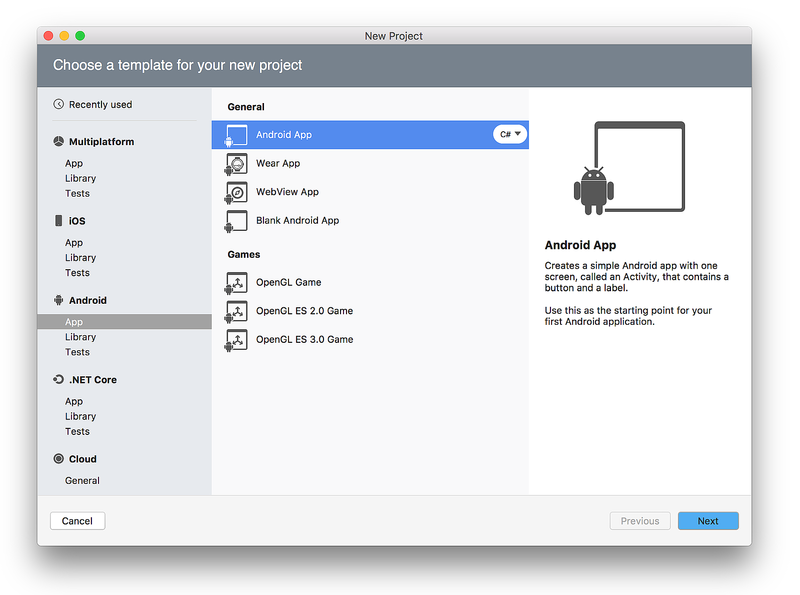 New Project
Choose a template for your new project
Recently used
Multiplatform
App
Library
Tests
iOS
App
Library
Tests
Android
App
Library
Tests
.NET Core
App
Library
Tests
Cloud
General
General
Android App
C#
Wear App
WebView App
Blank Android App
Games
OpenGL Game
OpenGL ES 2.0 Game
OpenGL ES 3.0 Game
Android App
Creates a simple Android app with one
screen, called an Activity, that contains a
button and a label.
Use this as the starting point for your
first Android application.
Cancel
Previous
Next